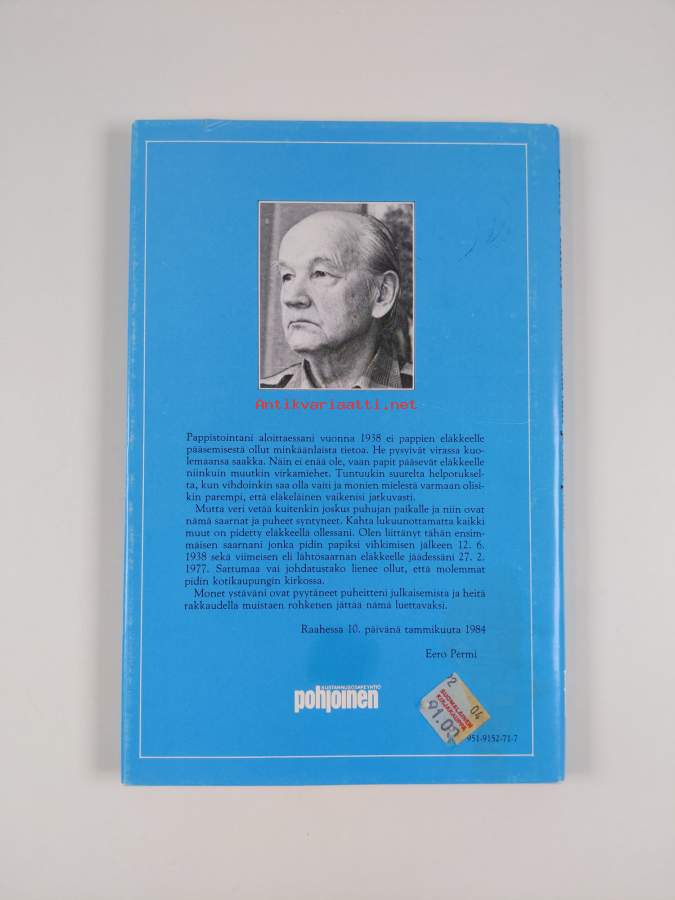 Antikvariaatti.net
Pappistointani aloittaessani vuonna 1938 ei pappien eläkkeelle
pääsemisestä ollut minkäänlaista tietoa. He pysyivät virassa kuo-
lemaansa saakka. Näin ei enää ole, vaan papit pääsevät eläkkeelle
niinkuin muutkin virkamiehet. Tuntuukin suurelta helpotuksel-
ta, kun vihdoinkin saa olla vaiti ja monien mielestä varmaan olisi-
kin parempi, että eläkeläinen vaikenisi jatkuvasti.
Mutta veri vetää kuitenkin joskus puhujan paikalle ja niin ovat
nämä saarnat ja puheet syntyneet. Kahta lukuunottamatta kaikki
muut on pidetty eläkkeellä ollessani. Olen liittänyt tähän ensim-
mäisen saarnani jonka pidin papiksi vihkimisen jälkeen 12. 6.
1938 sekä viimeisen eli lähtösaarnan eläkkeelle jäädessäni 27. 2.
1977. Sattumaa vai johdatustako lienee ollut, että molemmat
pidin kotikaupungin kirkossa.
Monet ystäväni ovat pyytäneet puheitteni julkaisemista ja heitä
rakkaudella muistaen rohkenen jättää nämä luettavaksi.
Raahessa 10. päivänä tammikuuta 1984
Eero Permi
KUSTANNUSOSAKEYHTIÖ
pohjoinen
04
SUOMALAINEN
KIRJAKAUPPA
91.00
951-9152-71-7